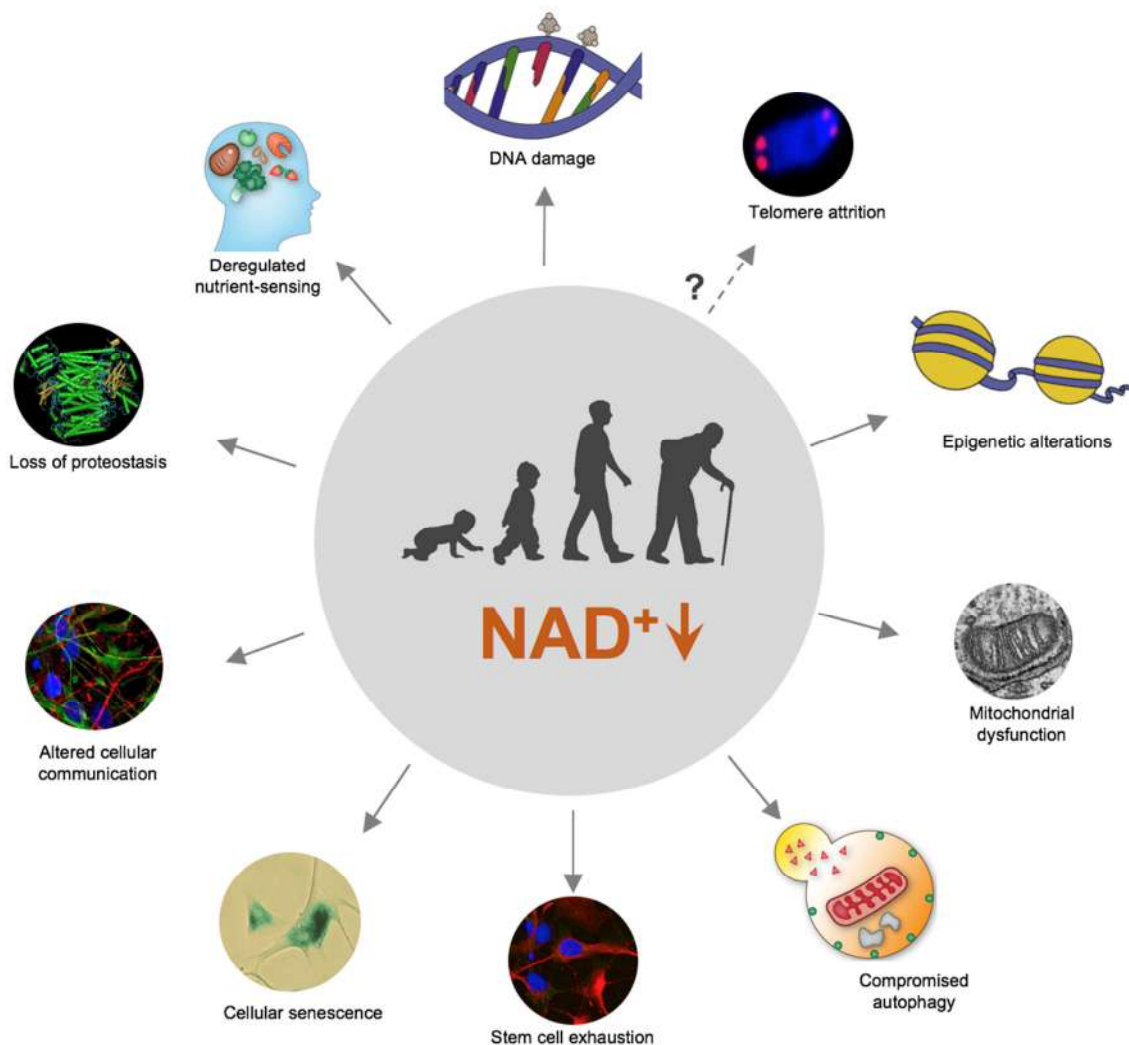 DNA damage
Telomere attrition
?
Deregulated
nutrient-sensing
Epigenetic alterations
Loss of proteostasis
NAD⁺↓
Mitochondrial
dysfunction
Altered cellular
communication
Compromised
autophagy
Cellular senescence
Stem cell exhaustion